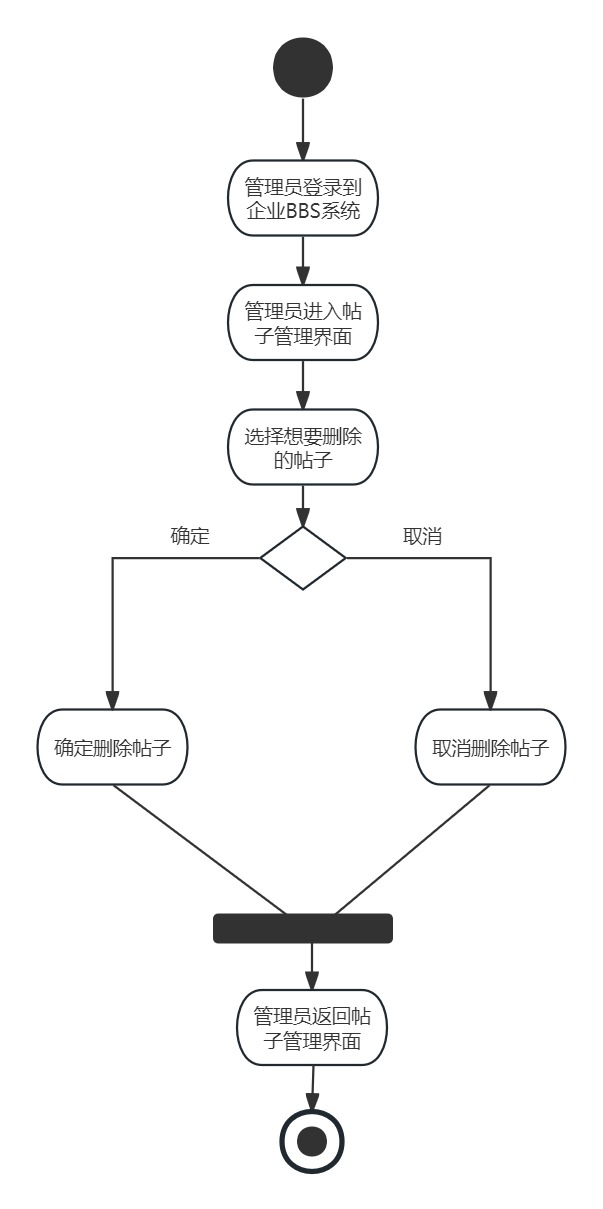 管理员登录到
企业BBS系统
管理员进入帖
子管理界面
选择想要删除
的帖子
确定
取消
确定删除帖子
取消删除帖子
管理员返回帖
子管理界面